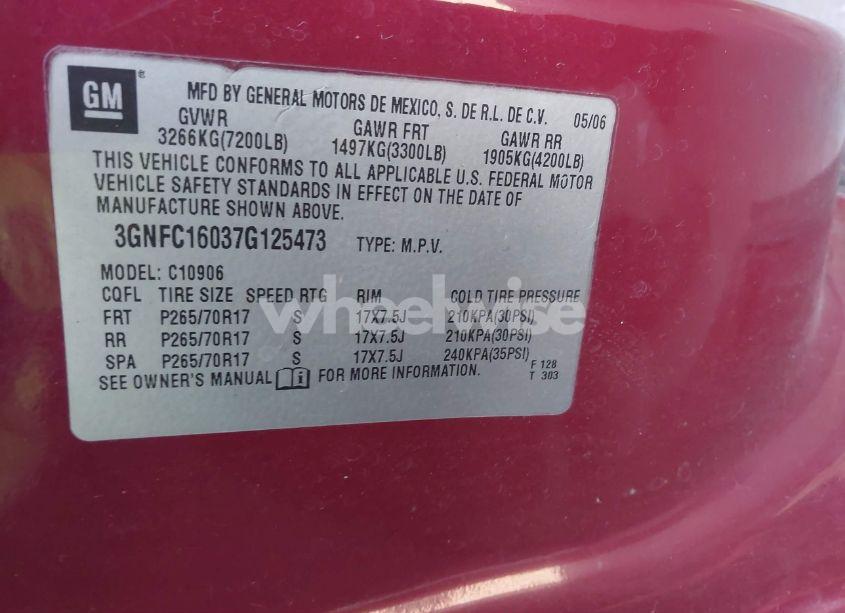 GM ®
MFD BY GENERAL MOTORS DE MEXICO, S. DE R.L. DE C.V. 05/06
GVWR GAWR FRT GAWR RR
3266KG(7200LB) 1497KG(3300LB) 1905KG(4200LB)
THIS VEHICLE CONFORMS TO ALL APPLICABLE U.S. FEDERAL MOTOR
VEHICLE SAFETY STANDARDS IN EFFECT ON THE DATE OF
MANUFACTURE SHOWN ABOVE.
3GNFC16037G125473 TYPE: M.P.V.
MODEL: C10906
CQFL TIRE SIZE SPEED RTG RIM COLD TIRE PRESSURE
wheelwise
FRT P265/70R17 S 17X7.5J 210KPA(30PSI)
RR P265/70R17 S 17X7.5J 210KPA(30PSI)
SPA P265/70R17 S 17X7.5J 240KPA(35PSI)
SEE OWNER'S MANUAL i FOR MORE INFORMATION.
F 128
T 303